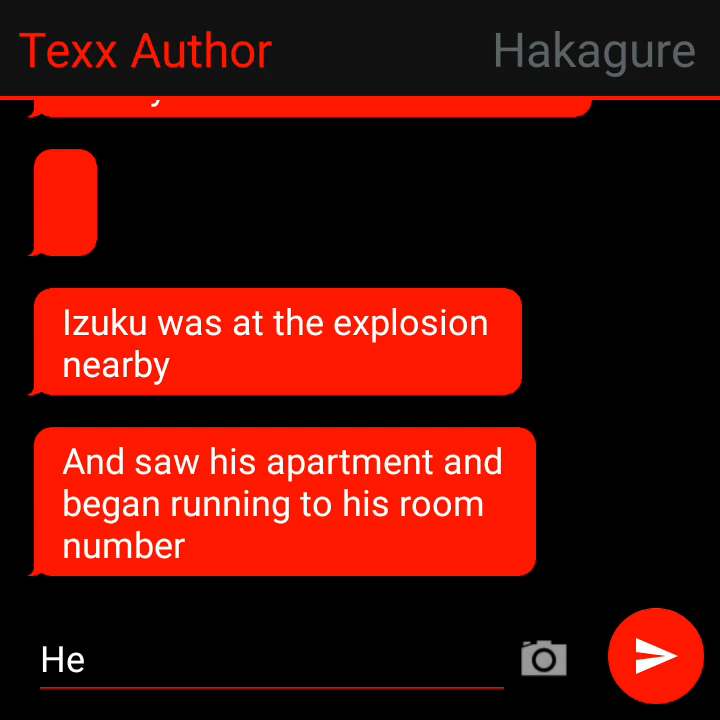 Texx Author Hakagure
Izuku was at the explosion
nearby
And saw his apartment and
began running to his room
number
He